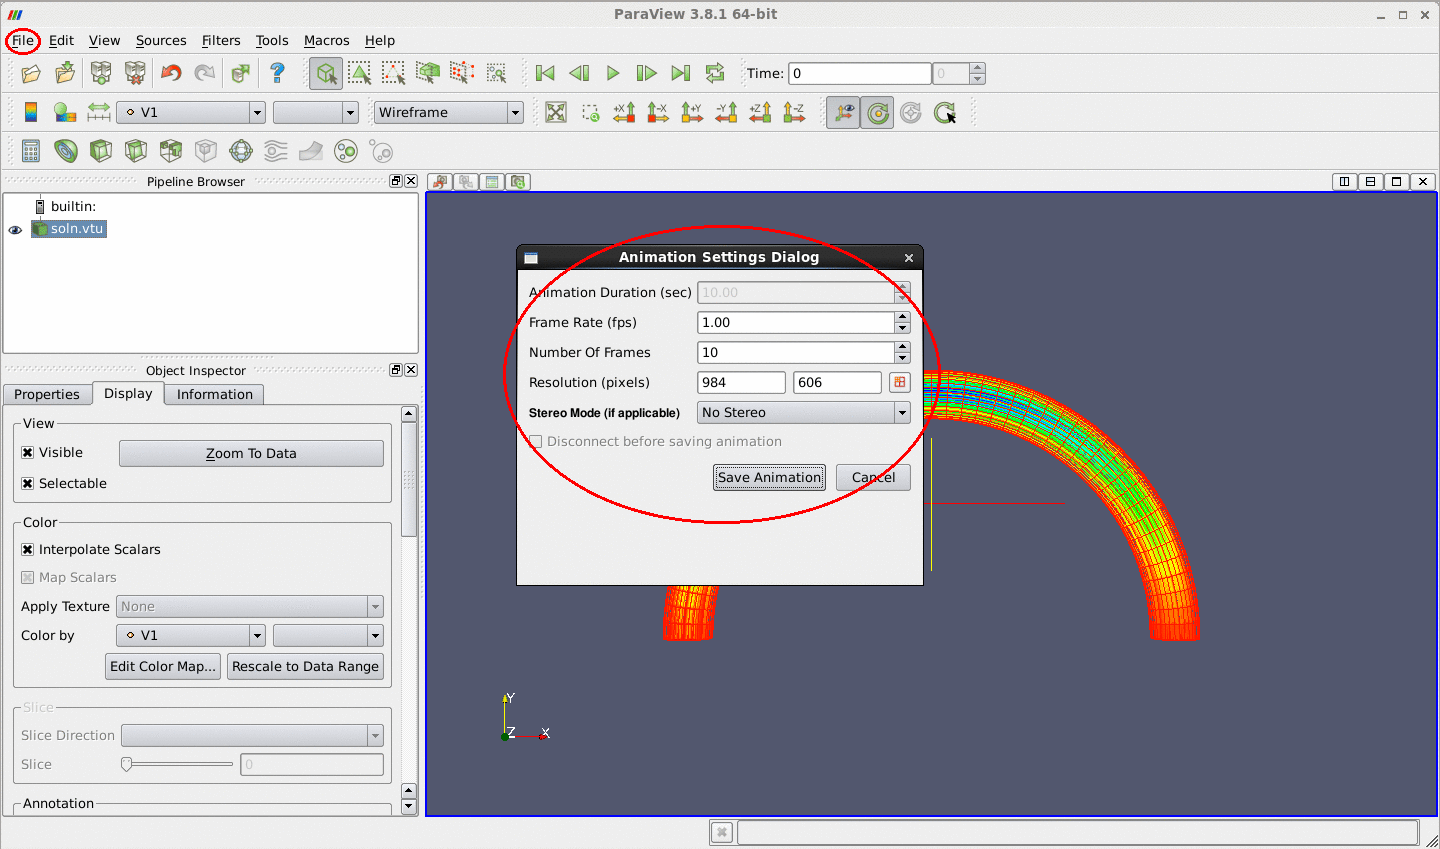 ParaView 3.8.1 64-bit
File Edit View Sources Filters Tools Macros Help
Time: 0 0
+X -X +Y -Y +Z -Z
V1 Wireframe
Pipeline Browser
builtin:
soln.vtu
Object Inspector
Properties Display Information
View
Visible Zoom To Data
Selectable
Color
Interpolate Scalars
Map Scalars
Apply Texture None
Color by V1
Edit Color Map... Rescale to Data Range
Slice
Slice Direction
Slice 0
Annotation
Animation Settings Dialog
Animation Duration (sec) 10.00
Frame Rate (fps) 1.00
Number Of Frames 10
Resolution (pixels) 984 606
Stereo Mode (if applicable) No Stereo
Disconnect before saving animation
Save Animation Cancel
Y
Z X